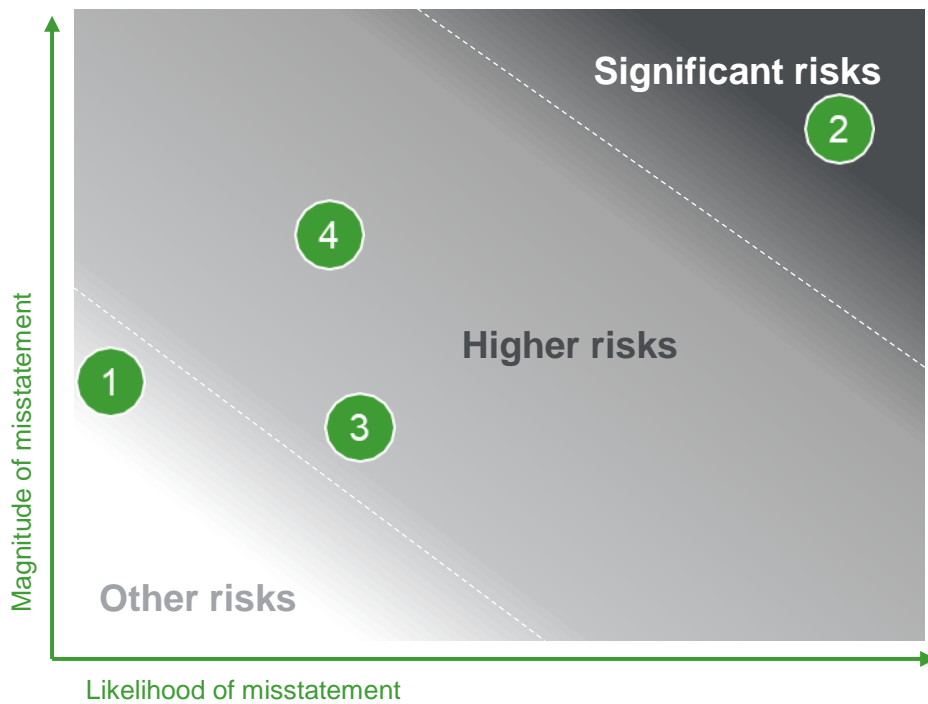 Significant risks
2
4
Higher risks
1
3
Other risks
Magnitude of misstatement
Likelihood of misstatement